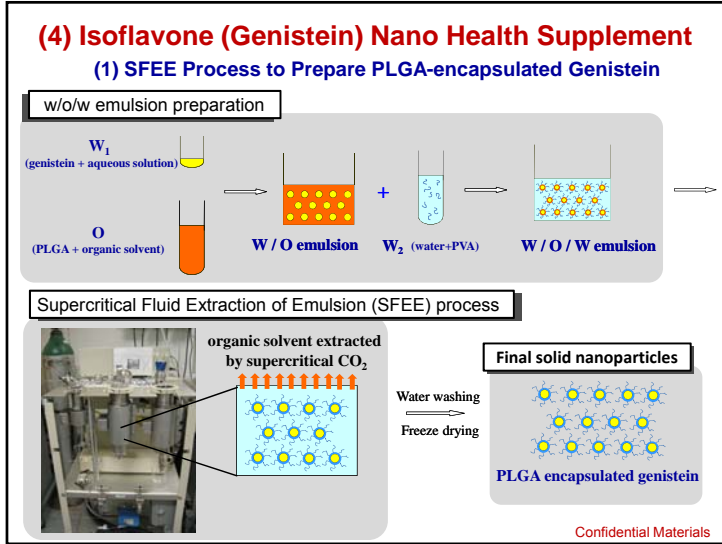 (4) Isoflavone (Genistein) Nano Health Supplement
(1) SFEE Process to Prepare PLGA-encapsulated Genistein
w/o/w emulsion preparation
W1
(genistein + aqueous solution)
O
(PLGA + organic solvent)
W / O emulsion
+
W2 (water+PVA)
W / O / W emulsion
Supercritical Fluid Extraction of Emulsion (SFEE) process
organic solvent extracted
by supercritical CO2
Water washing
Freeze drying
Final solid nanoparticles
PLGA encapsulated genistein
Confidential Materials